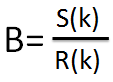 B= S(k)
R(k)